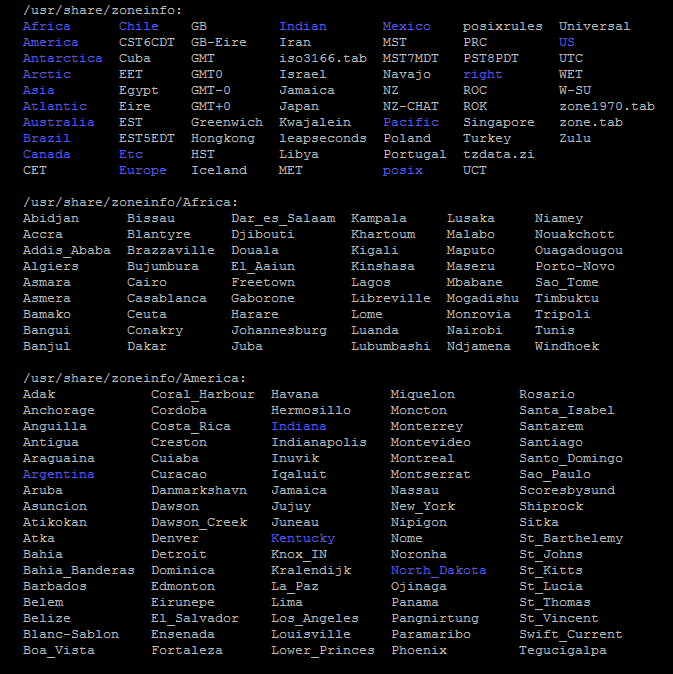 /usr/share/zoneinfo:
Africa Chile GB Indian Mexico posixrules Universal
America CST6CDT GB-Eire Iran MST PRC US
Antarctica Cuba GMT iso3166.tab MST7MDT PST8PDT UTC
Arctic EET GMT0 Israel Navajo right WET
Asia Egypt GMT-0 Jamaica NZ ROC W-SU
Atlantic Eire GMT+0 Japan NZ-CHAT ROK zone1970.tab
Australia EST Greenwich Kwajalein Pacific Singapore zone.tab
Brazil EST5EDT Hongkong leapseconds Poland Turkey Zulu
Canada Etc HST Libya Portugal tzdata.zi
CET Europe Iceland MET posix UCT
/usr/share/zoneinfo/Africa:
Abidjan Bissau Dar_es_Salaam Kampala Lusaka Niamey
Accra Blantyre Djibouti Khartoum Malabo Nouakchott
Addis_Ababa Brazzaville Douala Kigali Maputo Ouagadougou
Algiers Bujumbura El_Aaiun Kinshasa Maseru Porto-Novo
Asmara Cairo Freetown Lagos Mbabane Sao_Tome
Asmera Casablanca Gaborone Libreville Mogadishu Timbuktu
Bamako Ceuta Harare Lome Monrovia Tripoli
Bangui Conakry Johannesburg Luanda Nairobi Tunis
Banjul Dakar Juba Lubumbashi Ndjamena Windhoek
/usr/share/zoneinfo/America:
Adak Coral_Harbour Havana Miquelon Rosario
Anchorage Cordoba Hermosillo Moncton Santa_Isabel
Anguilla Costa_Rica Indiana Monterrey Santarem
Antigua Creston Indianapolis Montevideo Santiago
Araguaina Cuiaba Inuvik Montreal Santo_Domingo
Argentina Curacao Iqaluit Montserrat Sao_Paulo
Aruba Danmarkshavn Jamaica Nassau Scoresbysund
Asuncion Dawson Jujuy New_York Shiprock
Atikokan Dawson_Creek Juneau Nipigon Sitka
Atka Denver Kentucky Nome St_Barthelemy
Bahia Detroit Knox_IN Noronha St_Johns
Bahia_Banderas Dominica Kralendijk North_Dakota St_Kitts
Barbados Edmonton La_Paz Ojinaga St_Lucia
Belem Eirunepe Lima Panama St_Thomas
Belize El_Salvador Los_Angeles Pangnirtung St_Vincent
Blanc-Sablon Ensenada Louisville Paramaribo Swift_Current
Boa_Vista Fortaleza Lower_Princes Phoenix Tegucigalpa